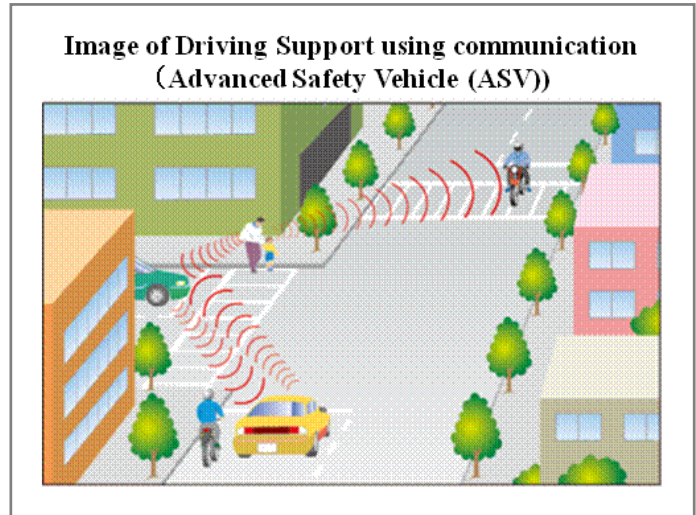 Image of Driving Support using communication
（Advanced Safety Vehicle (ASV))